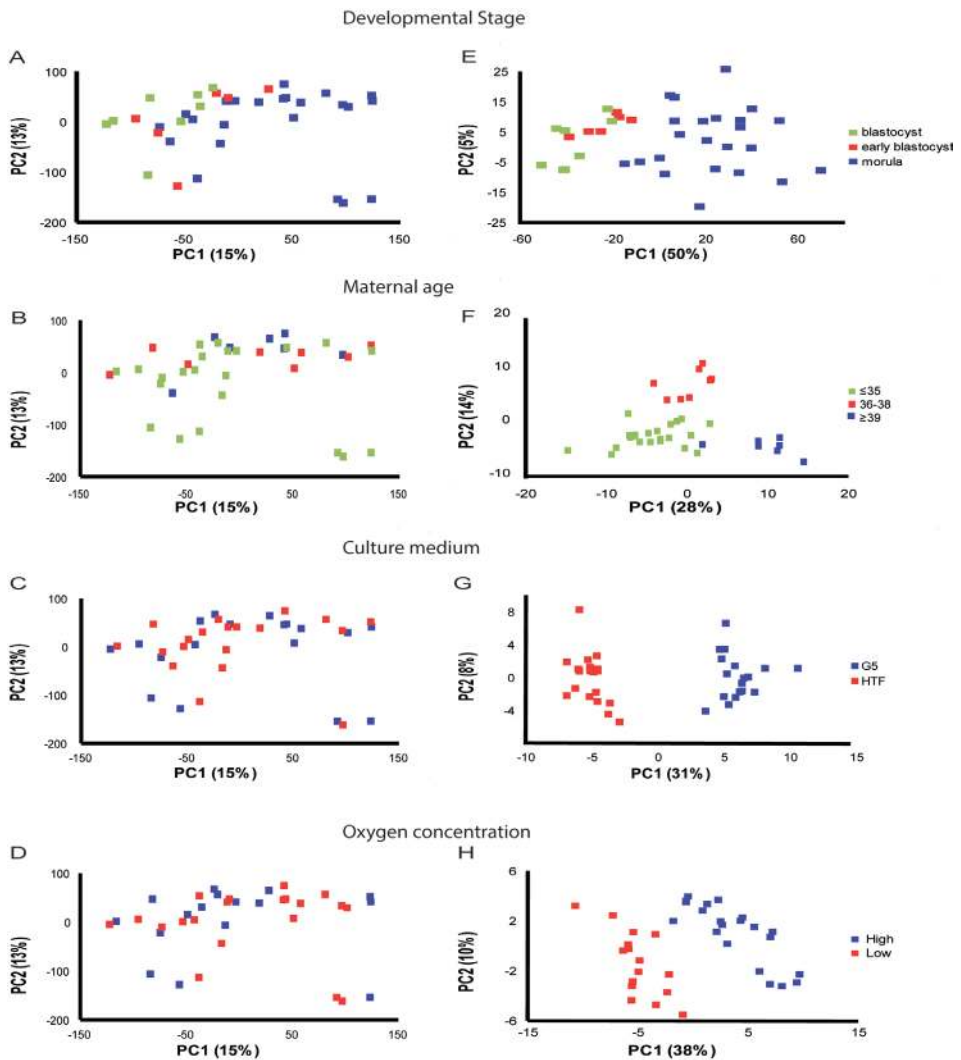 Developmental Stage
A
100
0
-100
-200
PC2 (13%)
-150
-50
50
150
PC1 (15%)
E
25
15
5
-5
-15
-25
PC2 (5%)
-60
-20
20
60
PC1 (50%)
blastocyst
early blastocyst
morula
Maternal age
B
100
0
-100
-200
PC2 (13%)
-150
-50
50
150
PC1 (15%)
F
20
10
0
-10
PC2 (14%)
-20
-10
0
10
20
PC1 (28%)
≤35
36-38
≥39
Culture medium
C
100
0
-100
-200
PC2 (13%)
-150
-50
50
150
PC1 (15%)
G
8
4
0
-4
PC2 (8%)
-10
-5
0
5
10
15
PC1 (31%)
G5
HTF
Oxygen concentration
D
100
0
-100
-200
PC2 (13%)
-150
-50
50
150
PC1 (15%)
H
6
2
-2
-6
PC2 (10%)
-15
-5
5
15
PC1 (38%)
High
Low